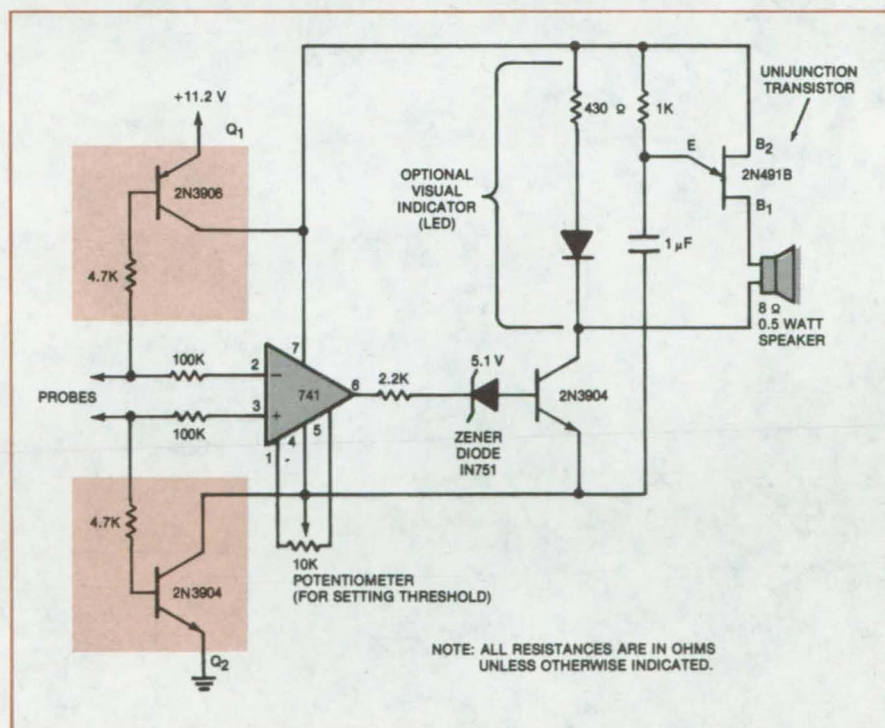 +11.2 V
Q1
2N3906
4.7K
100K
PROBES
100K
4.7K
2N3904
Q2
2
3
7
741
6
1
4
5
10K
POTENTIOMETER
(FOR SETTING THRESHOLD)
2.2K
5.1 V
ZENER
DIODE
IN751
2N3904
OPTIONAL
VISUAL
INDICATOR
(LED)
430 Ω
1K
1 μF
E
B2
2N491B
B1
UNIJUNCTION
TRANSISTOR
8 Ω
0.5 WATT
SPEAKER
NOTE: ALL RESISTANCES ARE IN OHMS
UNLESS OTHERWISE INDICATED.